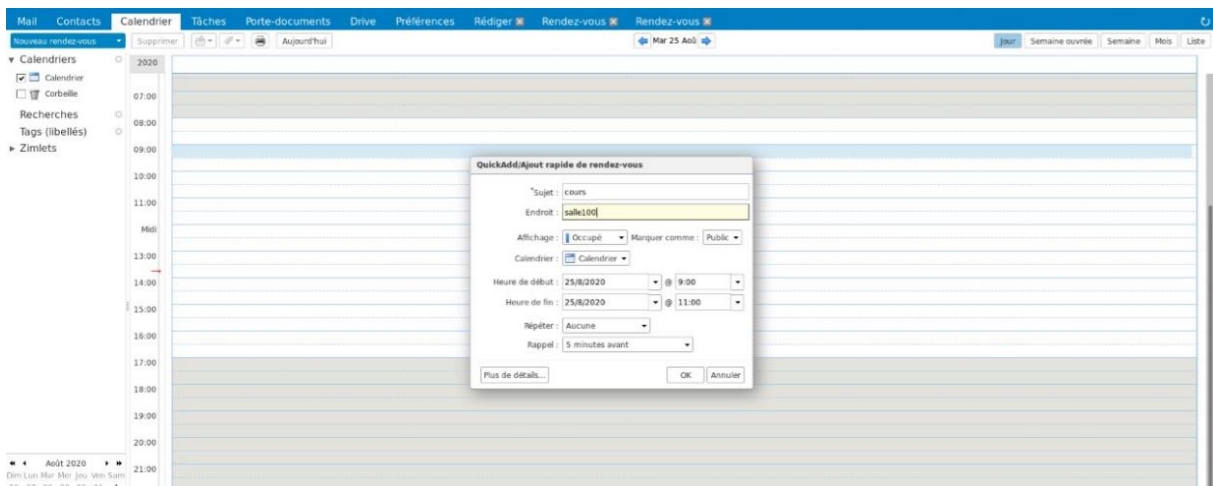 Mail Contacts Calendrier Tâches Porte-documents Drive Préférences Rédiger Rendez-vous Rendez-vous
Nouveau rendez-vous Supprimer Aujourd'hui Mar 25 Aoû Jour Semaine ouvrée Semaine Mois Liste
Calendriers
Calendrier
Corbeille
Recherches
Tags (libellés)
Zimlets
2020
07:00
08:00
09:00
10:00
11:00
Midi
13:00
14:00
15:00
16:00
17:00
18:00
19:00
20:00
21:00
QuickAdd/Ajout rapide de rendez-vous
*Sujet : cours
Endroit : salle100
Affichage : Occupé Marquer comme : Public
Calendrier : Calendrier
Heure de début : 25/8/2020 @ 9:00
Heure de fin : 25/8/2020 @ 11:00
Répéter : Aucune
Rappel : 5 minutes avant
Plus de détails... OK Annuler
Août 2020
Dim Lun Mar Mer Jeu Ven Sam